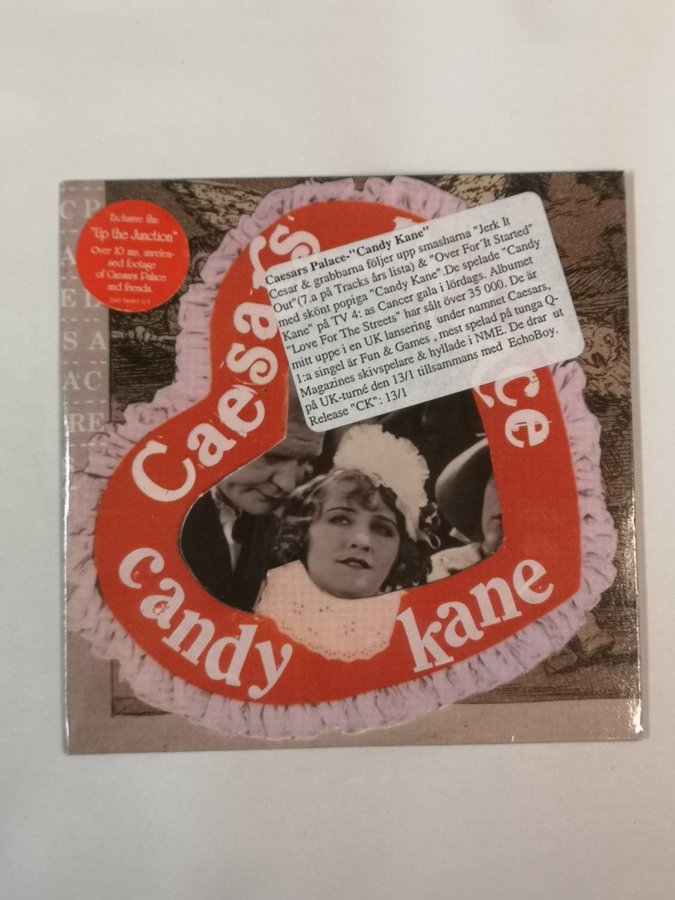 Exclusive film:
"Up the Junction"
Over 10 min. unrelea-
sed footage
of Caesars Palace
and friends.
Caesars Palace-"Candy Kane"
Cesar & grabbarna följer upp smasharna "Jerk It
Out"(7.a på Tracks års lista) & "Over For It Started"
med skönt popiga "Candy Kane".De spelade "Candy
Kane" på TV 4: as Cancer gala i lördags. Albumet
"Love For The Streets" har sålt över 35 000. De är
mitt uppe i en UK lansering under namnet Caesars,
1:a singel är Fun & Games , mest spelad på tunga Q-
Magazines skivspelare & hyllade i NME. De drar ut
på UK-turné den 13/1 tillsammans med EchoBoy.
Release "CK": 13/1
Caesars
ce
candy kane